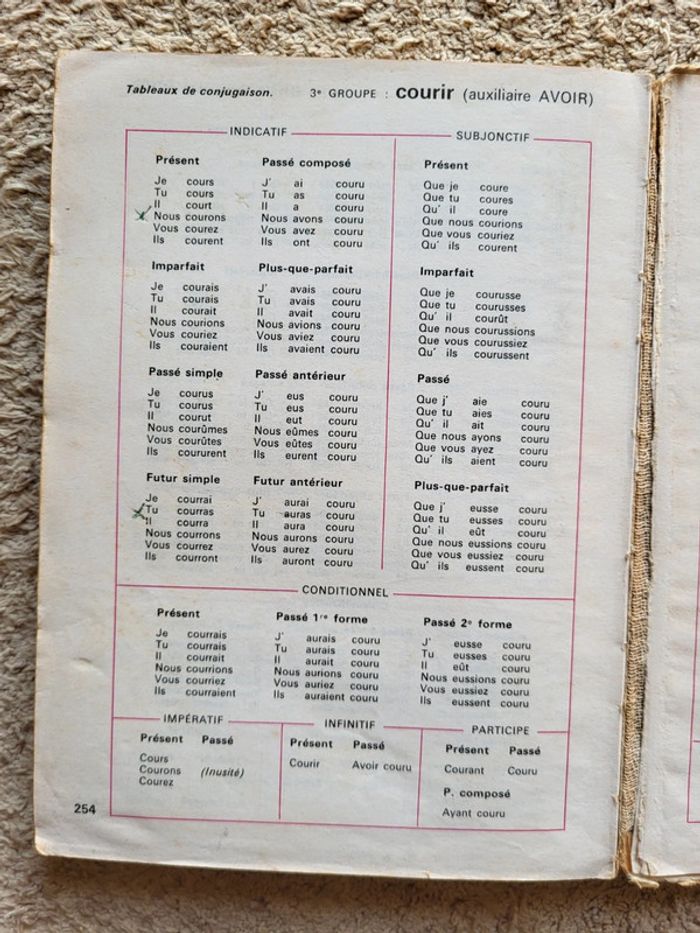 Tableaux de conjugaison. 3e GROUPE : courir (auxiliaire AVOIR)
INDICATIF
Présent
Je cours
Tu cours
Il court
Nous courons
Vous courez
Ils courent
Passé composé
J' ai couru
Tu as couru
Il a couru
Nous avons couru
Vous avez couru
Ils ont couru
Imparfait
Je courais
Tu courais
Il courait
Nous courions
Vous couriez
Ils couraient
Plus-que-parfait
J' avais couru
Tu avais couru
Il avait couru
Nous avions couru
Vous aviez couru
Ils avaient couru
Passé simple
Je courus
Tu courus
Il courut
Nous courûmes
Vous courûtes
Ils coururent
Passé antérieur
J' eus couru
Tu eus couru
Il eut couru
Nous eûmes couru
Vous eûtes couru
Ils eurent couru
Futur simple
Je courrai
Tu courras
Il courra
Nous courrons
Vous courrez
Ils courront
Futur antérieur
J' aurai couru
Tu auras couru
Il aura couru
Nous aurons couru
Vous aurez couru
Ils auront couru
SUBJONCTIF
Présent
Que je coure
Que tu coures
Qu' il coure
Que nous courions
Que vous couriez
Qu' ils courent
Imparfait
Que je courusse
Que tu courusses
Qu' il courût
Que nous courussions
Que vous courussiez
Qu' ils courussent
Passé
Que j' aie couru
Que tu aies couru
Qu' il ait couru
Que nous ayons couru
Que vous ayez couru
Qu' ils aient couru
Plus-que-parfait
Que j' eusse couru
Que tu eusses couru
Qu' il eût couru
Que nous eussions couru
Que vous eussiez couru
Qu' ils eussent couru
CONDITIONNEL
Présent
Je courrais
Tu courrais
Il courrait
Nous courrions
Vous courriez
Ils courraient
Passé 1re forme
J' aurais couru
Tu aurais couru
Il aurait couru
Nous aurions couru
Vous auriez couru
Ils auraient couru
Passé 2e forme
J' eusse couru
Tu eusses couru
Il eût couru
Nous eussions couru
Vous eussiez couru
Ils eussent couru
IMPÉRATIF
Présent Passé
Cours
Courons (Inusité)
Courez
INFINITIF
Présent Passé
Courir Avoir couru
PARTICIPE
Présent Passé
Courant Couru
P. composé
Ayant couru
254